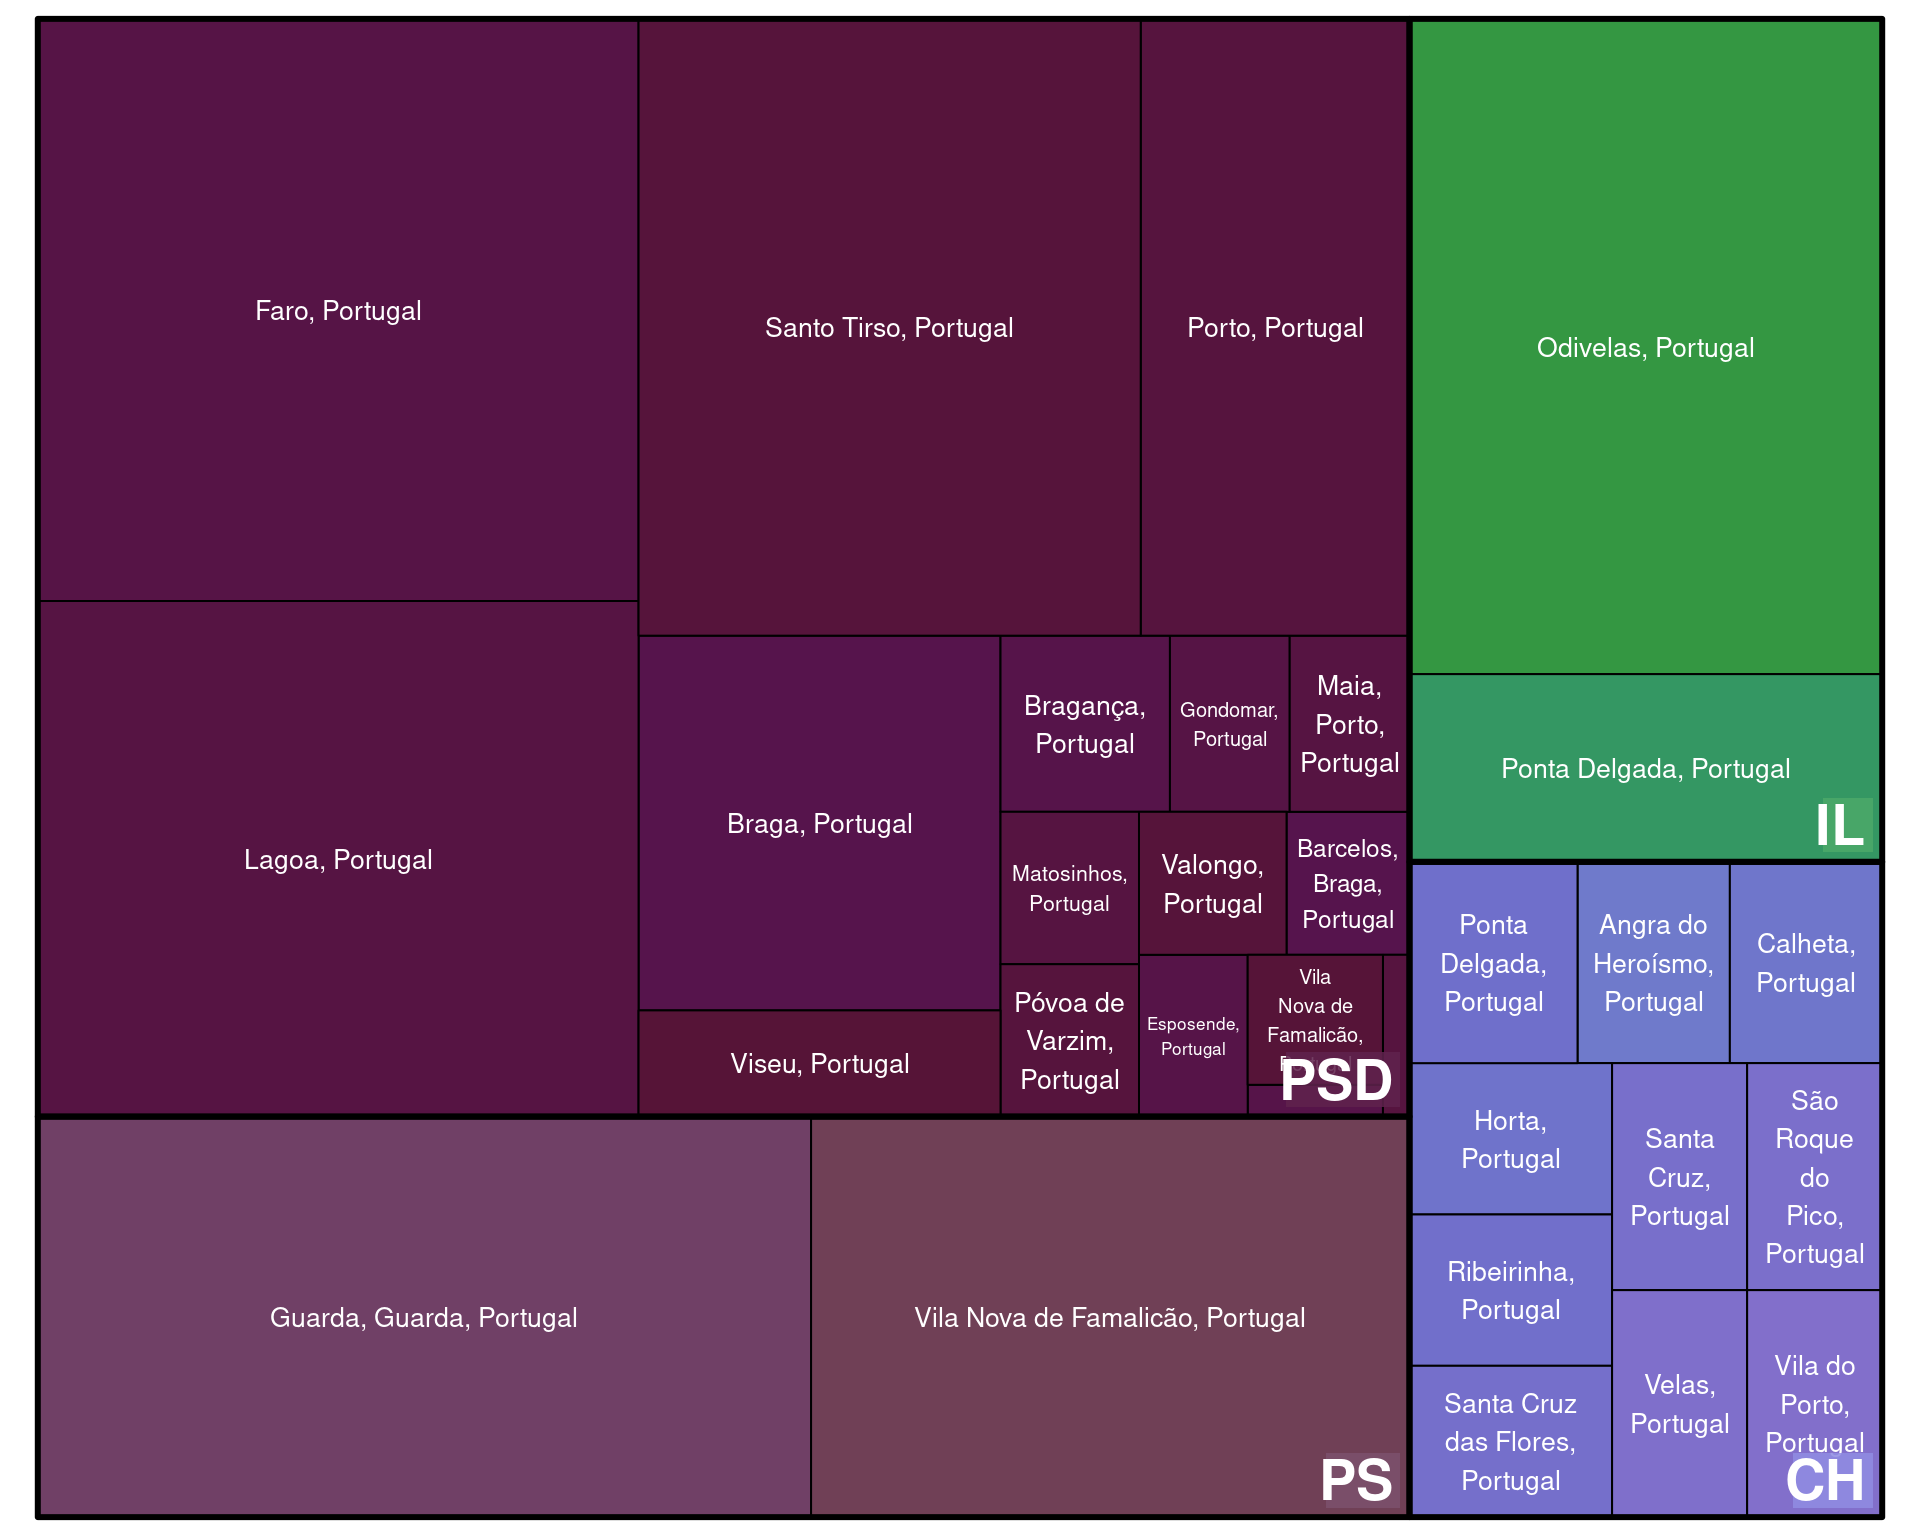 Faro, Portugal
Santo Tirso, Portugal
Porto, Portugal
Lagoa, Portugal
Braga, Portugal
Viseu, Portugal
Bragança,
Portugal
Gondomar,
Portugal
Maia,
Porto,
Portugal
Matosinhos,
Portugal
Valongo,
Portugal
Barcelos,
Braga,
Portugal
Póvoa de
Varzim,
Portugal
Esposende,
Portugal
Vila
Nova de
Famalicão,
PSD
Guarda, Guarda, Portugal
Vila Nova de Famalicão, Portugal
PS
Odivelas, Portugal
Ponta Delgada, Portugal
IL
Ponta
Delgada,
Portugal
Angra do
Heroísmo,
Portugal
Calheta,
Portugal
Horta,
Portugal
Ribeirinha,
Portugal
Santa Cruz
das Flores,
Portugal
Santa
Cruz,
Portugal
São
Roque
do
Pico,
Portugal
Velas,
Portugal
Vila do
Porto,
Portugal
CH